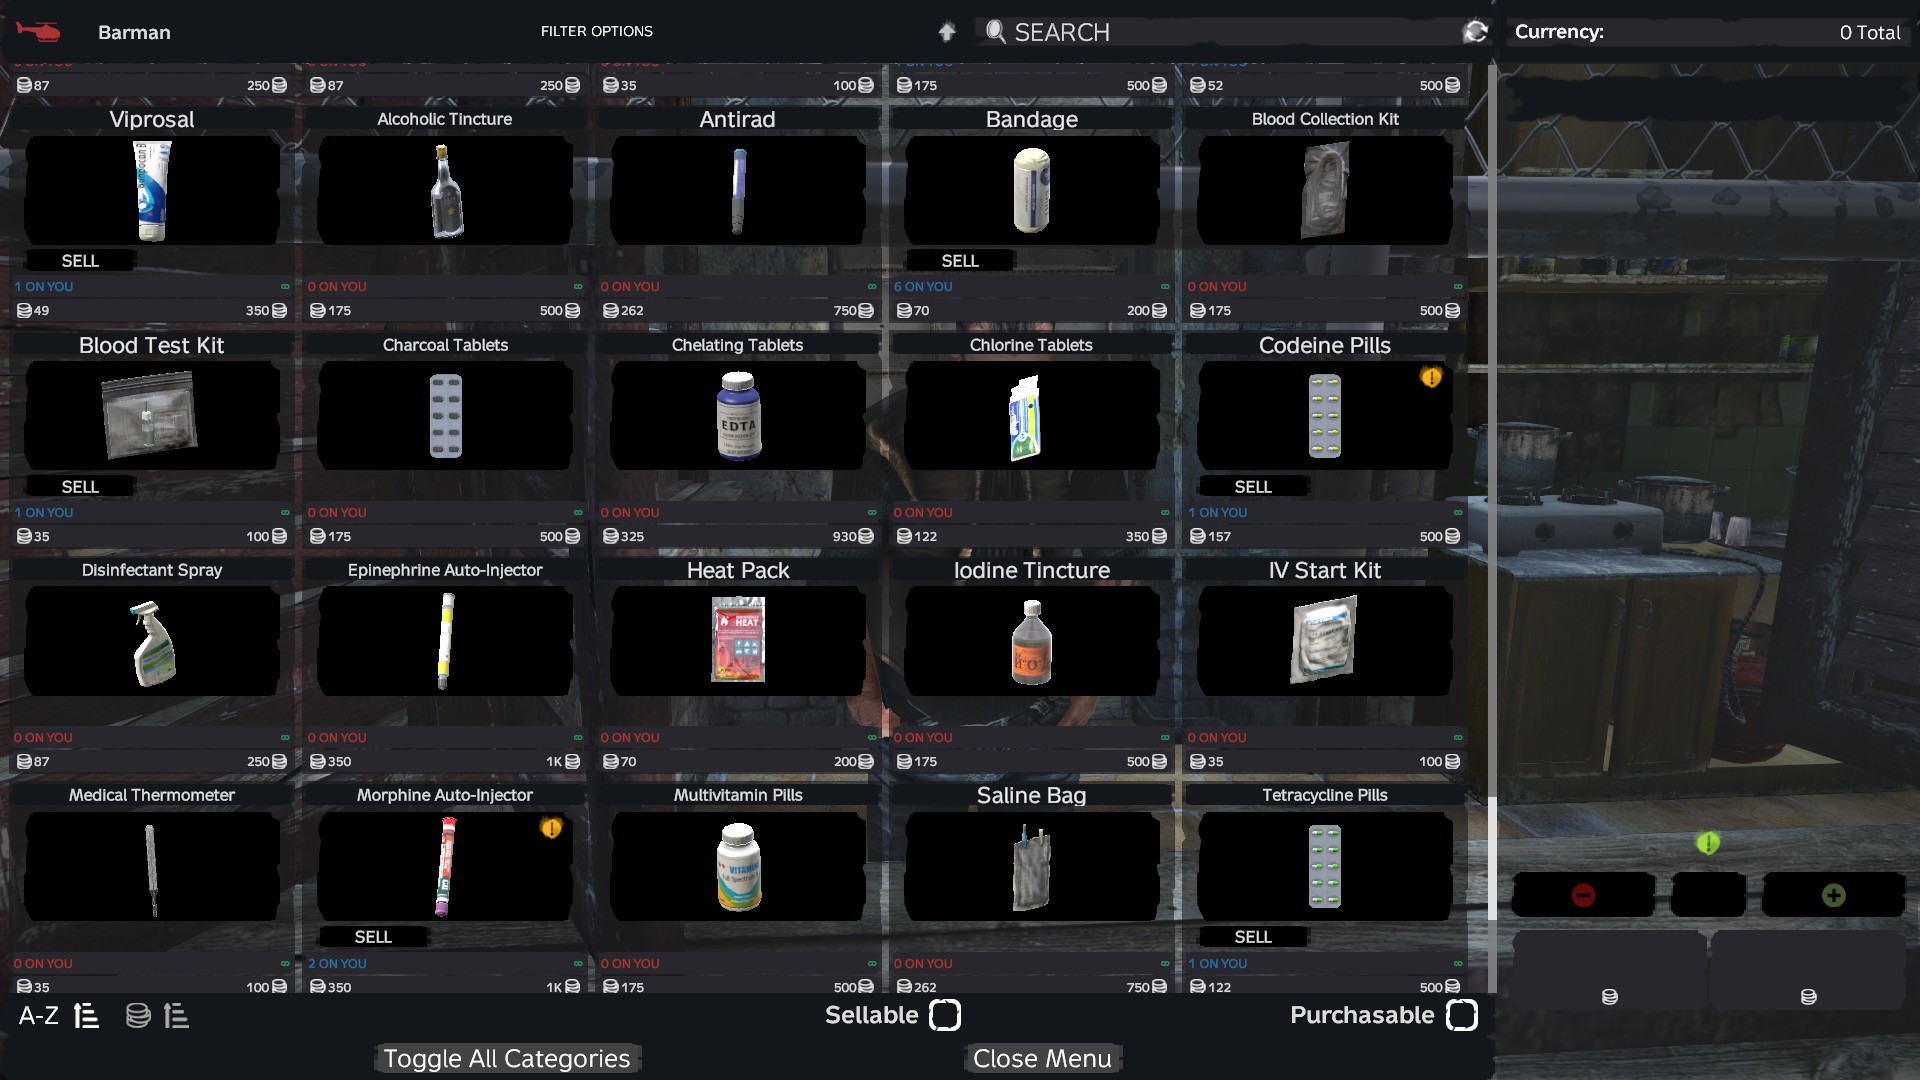 Barman
FILTER OPTIONS
SEARCH
Currency:
0 Total
87 250
87 250
35 100
175 500
52 500
Viprosal
SELL
1 ON YOU ∞
49 350
Alcoholic Tincture
0 ON YOU ∞
175 500
Antirad
0 ON YOU ∞
262 750
Bandage
SELL
6 ON YOU ∞
70 200
Blood Collection Kit
0 ON YOU ∞
175 500
Blood Test Kit
SELL
1 ON YOU ∞
35 100
Charcoal Tablets
0 ON YOU ∞
175 500
Chelating Tablets
EDTA
0 ON YOU ∞
325 930
Chlorine Tablets
0 ON YOU ∞
122 350
Codeine Pills
SELL
1 ON YOU ∞
157 500
Disinfectant Spray
0 ON YOU ∞
87 250
Epinephrine Auto-Injector
0 ON YOU ∞
350 1K
Heat Pack
HEAT
0 ON YOU ∞
70 200
Iodine Tincture
0 ON YOU ∞
175 500
IV Start Kit
0 ON YOU ∞
35 100
Medical Thermometer
0 ON YOU ∞
35 100
Morphine Auto-Injector
SELL
2 ON YOU ∞
350 1K
Multivitamin Pills
0 ON YOU ∞
175 500
Saline Bag
0 ON YOU ∞
262 750
Tetracycline Pills
SELL
1 ON YOU ∞
122 500
A-Z
Sellable
Purchasable
Toggle All Categories
Close Menu